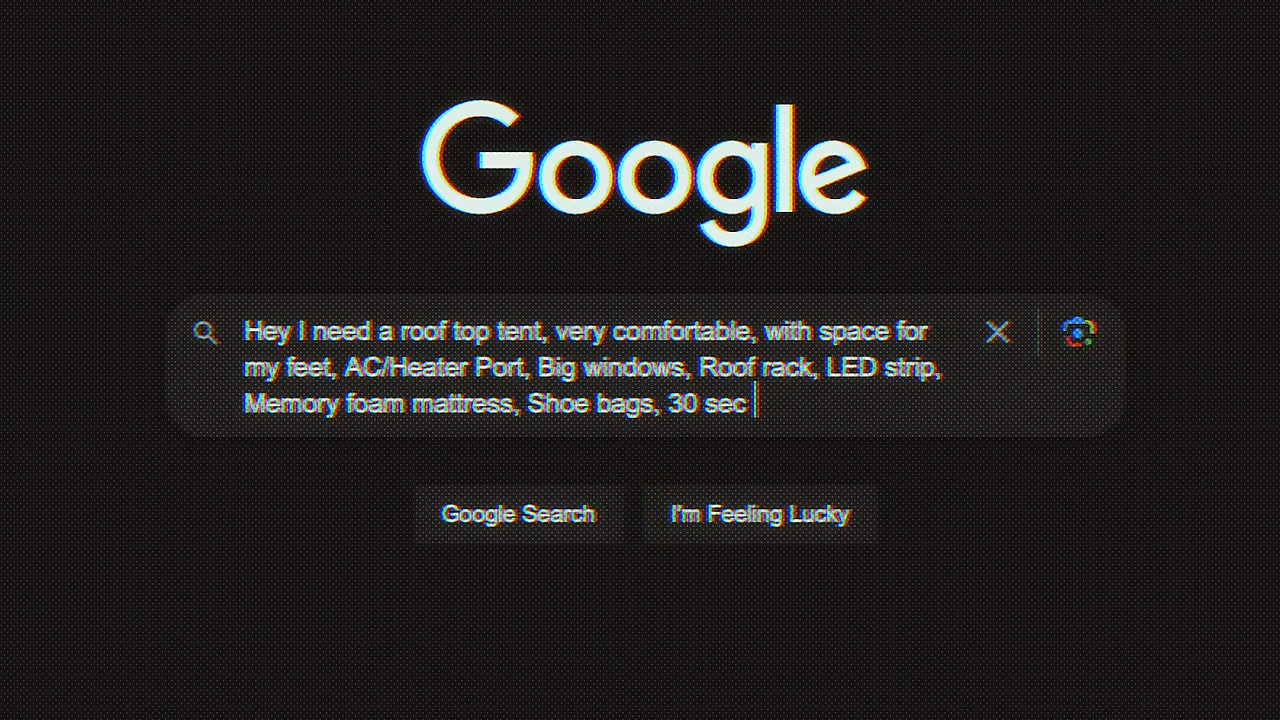 Google
Hey I need a roof top tent, very comfortable, with space for
my feet, AC/Heater Port, Big windows, Roof rack, LED strip,
Memory foam mattress, Shoe bags, 30 sec
Google Search
I'm Feeling Lucky